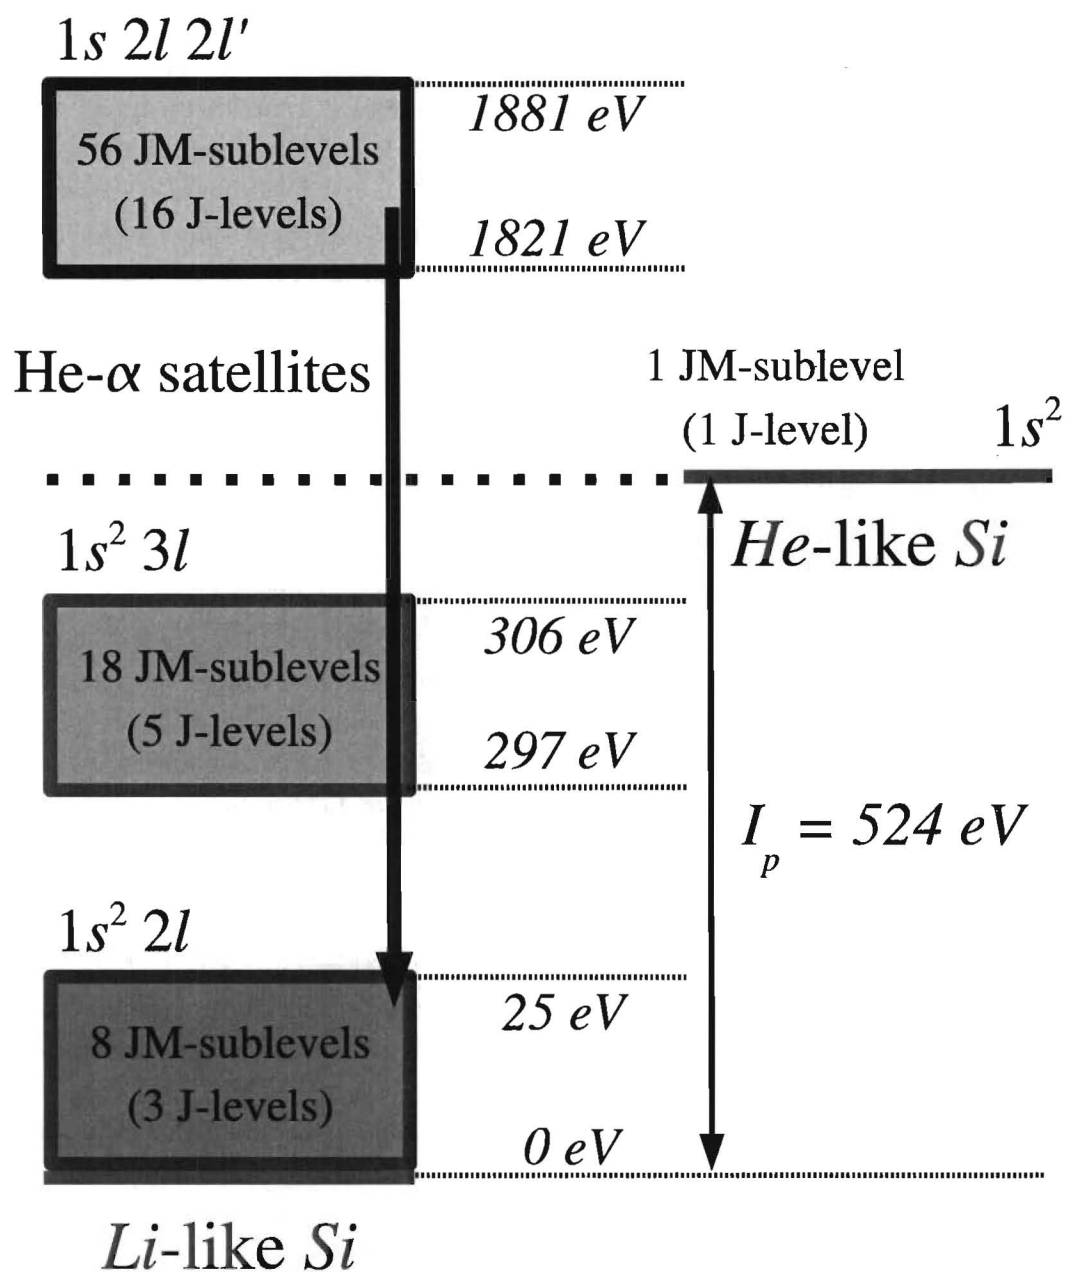 1s 2l 2l′
1881 eV
56 JM-sublevels
(16 J-levels)
1821 eV
He-α satellites
1 JM-sublevel
(1 J-level)
1s²
He-like Si
1s² 3l
306 eV
18 JM-sublevels
(5 J-levels)
297 eV
Iₚ = 524 eV
1s² 2l
25 eV
8 JM-sublevels
(3 J-levels)
0 eV
Li-like Si